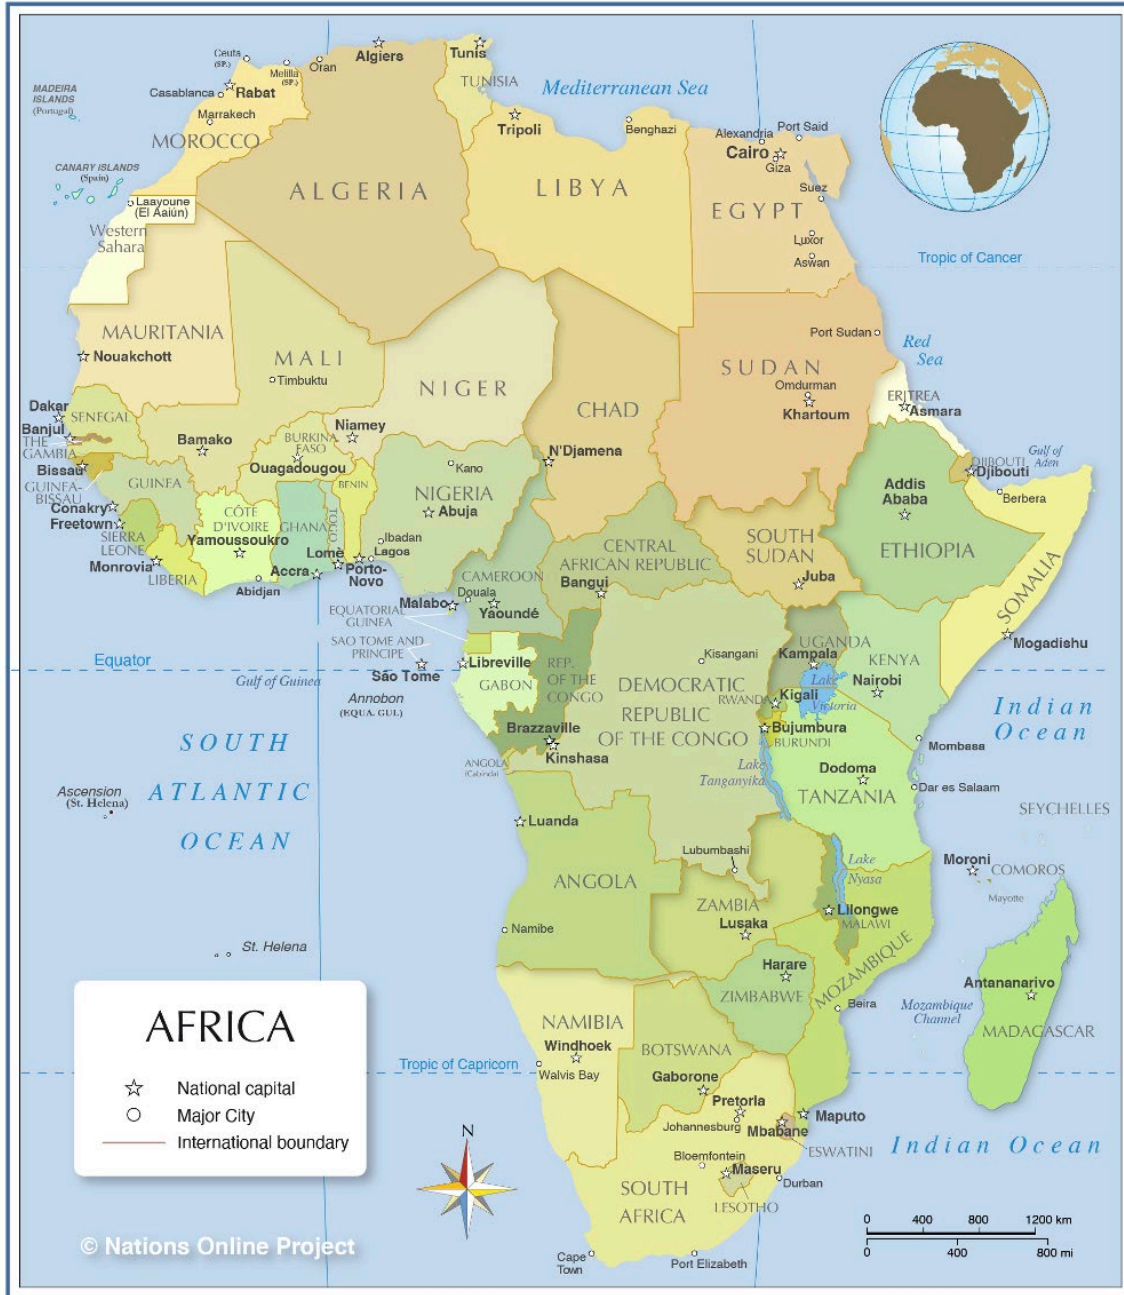 Ceuta
(SP.)
Melilla
(SP.)
Oran
Algiers
Tunis
TUNISIA
Mediterranean Sea
MADEIRA
ISLANDS
(Portugal)
Casablanca
Rabat
Marrakech
MOROCCO
Tripoli
Benghazi
Alexandria
Port Said
Cairo
Giza
Suez
CANARY ISLANDS
(Spain)
Laayoune
(El Aaiún)
Western
Sahara
ALGERIA
LIBYA
EGYPT
Luxor
Aswan
Tropic of Cancer
MAURITANIA
Nouakchott
MALI
Timbuktu
NIGER
CHAD
SUDAN
Port Sudan
Omdurman
Khartoum
Red
Sea
ERITREA
Asmara
Dakar
SENEGAL
Banjul
THE
GAMBIA
Bissau
GUINEA-
BISSAU
Bamako
BURKINA
FASO
Ouagadougou
Niamey
N'Djamena
Gulf of
Aden
DJIBOUTI
Djibouti
Berbera
GUINEA
Conakry
Freetown
SIERRA
LEONE
Monrovia
LIBERIA
CÔTE
D'IVOIRE
Yamoussoukro
Abidjan
GHANA
Accra
TOGO
Lomè
BENIN
Porto-
Novo
Kano
NIGERIA
Abuja
Ibadan
Lagos
Addis
Ababa
ETHIOPIA
SOMALIA
Mogadishu
CENTRAL
AFRICAN REPUBLIC
Bangui
SOUTH
SUDAN
Juba
CAMEROON
Douala
Yaoundé
Malabo
EQUATORIAL
GUINEA
SAO TOME AND
PRINCIPE
São Tome
Equator
Gulf of Guinea
Annobon
(EQUA. GUI.)
Libreville
GABON
REP.
OF THE
CONGO
Brazzaville
Kinshasa
ANGOLA
(Cabinda)
Kisangani
DEMOCRATIC
REPUBLIC
OF THE CONGO
UGANDA
Kampala
KENYA
Nairobi
Lake
Victoria
RWANDA
Kigali
Bujumbura
BURUNDI
Lake
Tanganyika
Mombasa
Dodoma
TANZANIA
Dar es Salaam
Indian
Ocean
SEYCHELLES
SOUTH
ATLANTIC
OCEAN
Ascension
(St. Helena)
Luanda
ANGOLA
Namibe
Lubumbashi
ZAMBIA
Lusaka
Lake
Nyasa
Lilongwe
MALAWI
Moroni
COMOROS
Mayotte
St. Helena
Harare
ZIMBABWE
MOZAMBIQUE
Beira
Mozambique
Channel
Antananarivo
MADAGASCAR
NAMIBIA
Windhoek
Walvis Bay
BOTSWANA
Gaborone
Tropic of Capricorn
Pretoria
Johannesburg
Mbabane
Maputo
ESWATINI
Bloemfontein
Maseru
LESOTHO
Durban
SOUTH
AFRICA
Cape
Town
Port Elizabeth
Indian Ocean
AFRICA
National capital
Major City
International boundary
N
0 400 800 1200 km
0 400 800 mi
© Nations Online Project